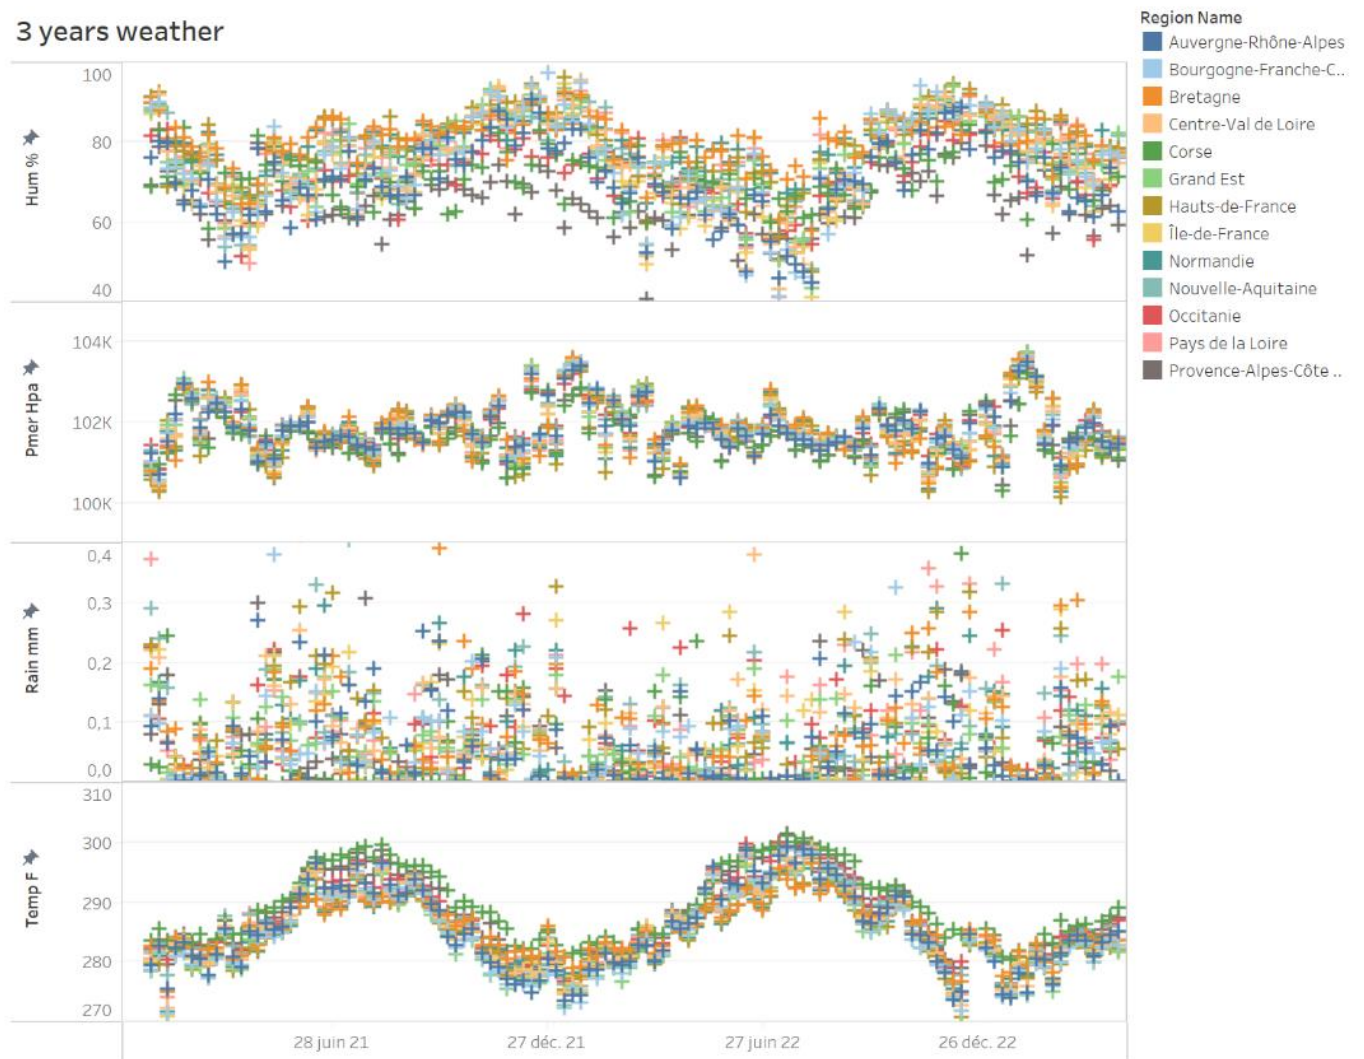 3 years weather
Region Name
Auvergne-Rhône-Alpes
Bourgogne-Franche-C..
Bretagne
Centre-Val de Loire
Corse
Grand Est
Hauts-de-France
Île-de-France
Normandie
Nouvelle-Aquitaine
Occitanie
Pays de la Loire
Provence-Alpes-Côte ..
Hum %
100
80
60
40
Pmer Hpa
104K
102K
100K
Rain mm
0,4
0,3
0,2
0,1
0,0
Temp F
310
300
290
280
270
28 juin 21
27 déc. 21
27 juin 22
26 déc. 22